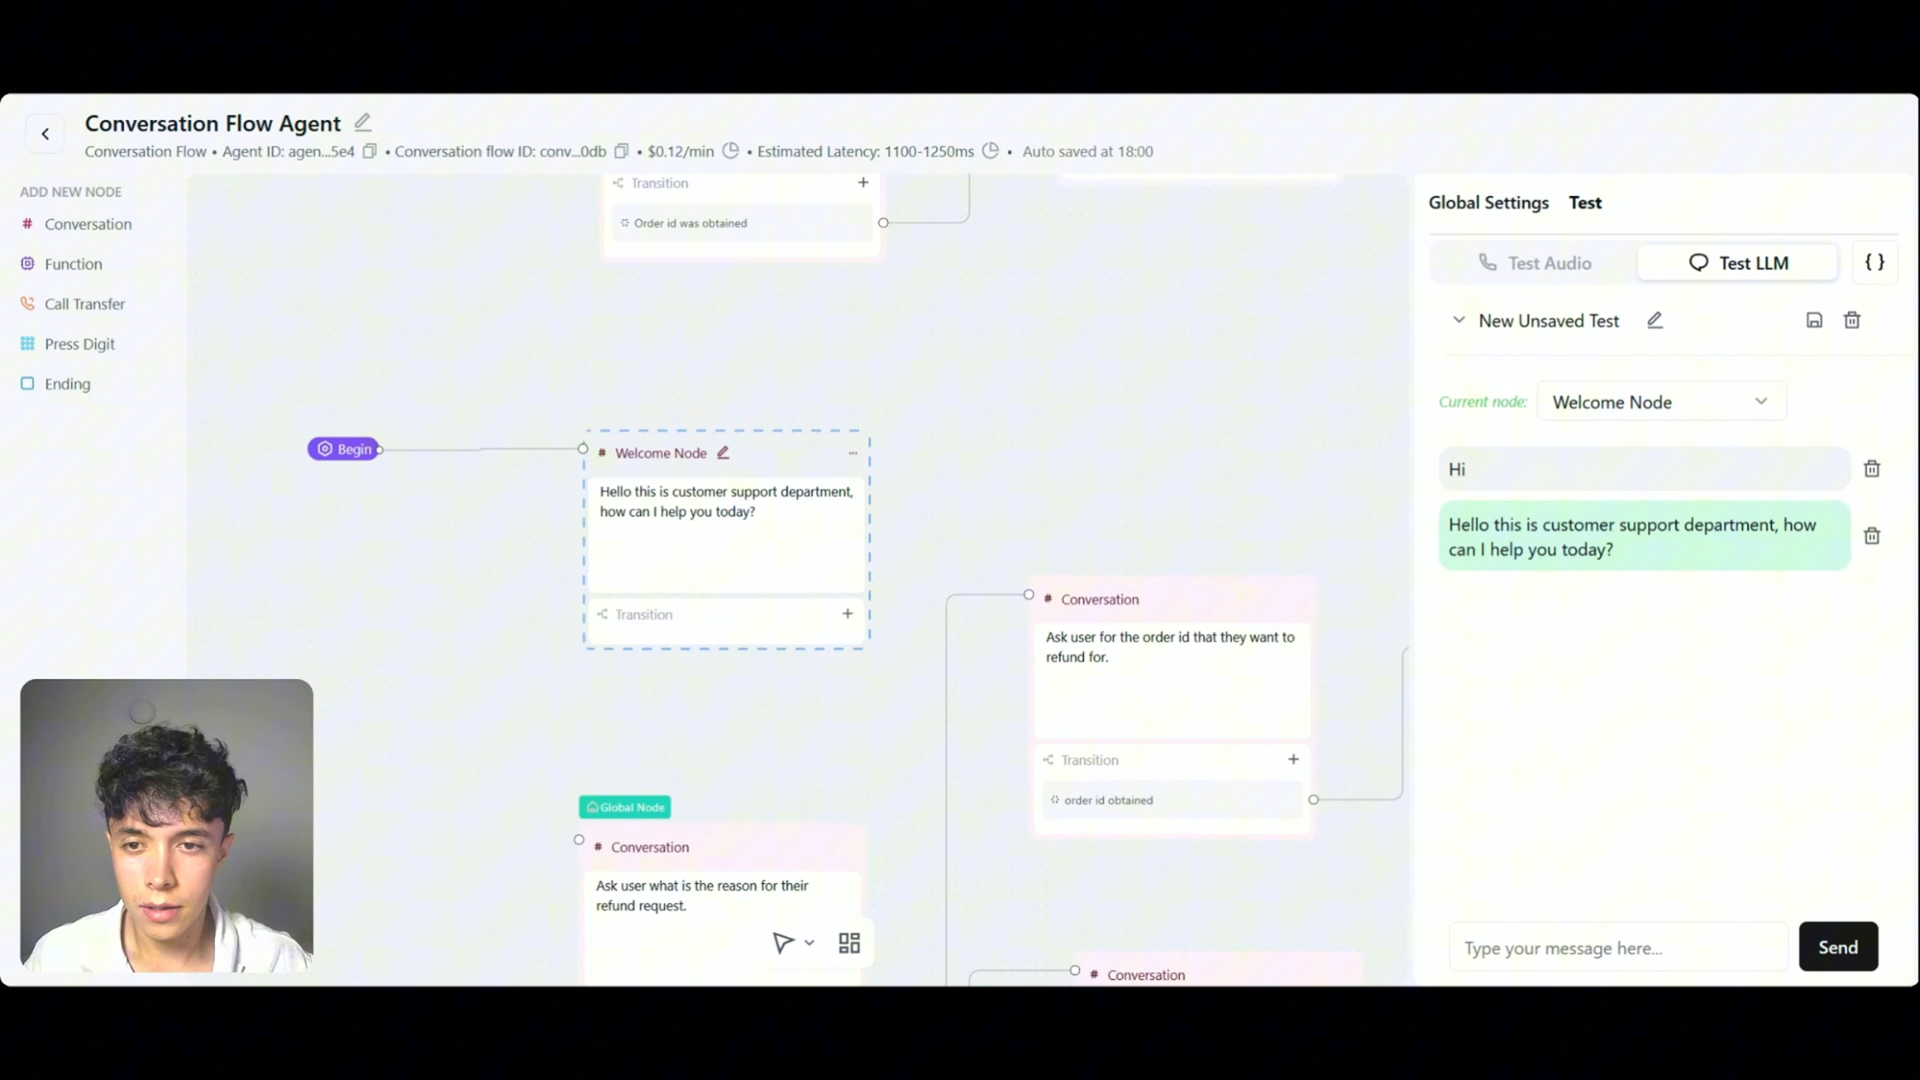 Conversation Flow Agent
Conversation Flow • Agent ID: agen...5e4 • Conversation flow ID: conv...0db • $0.12/min • Estimated Latency: 1100-1250ms • Auto saved at 18:00
ADD NEW NODE
# Conversation
Function
Call Transfer
Press Digit
Ending
Transition +
Order id was obtained
Begin
# Welcome Node ...
Hello this is customer support department,
how can I help you today?
Transition +
# Conversation
Ask user for the order id that they want to
refund for.
Transition +
order id obtained
Global Node
# Conversation
Ask user what is the reason for their
refund request.
# Conversation
Global Settings Test
Test Audio Test LLM { }
New Unsaved Test
Current node: Welcome Node
Hi
Hello this is customer support department, how
can I help you today?
Type your message here... Send